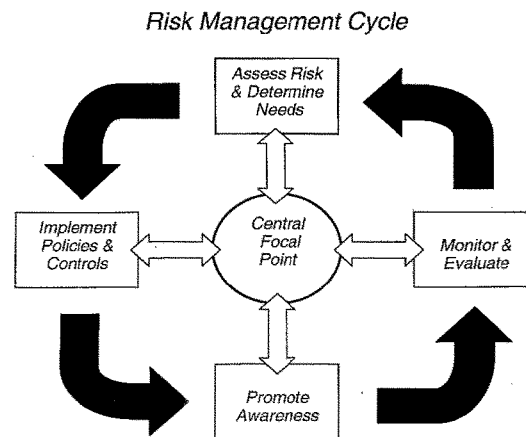 Risk Management Cycle
Assess Risk
& Determine
Needs
Implement
Policies &
Controls
Central
Focal
Point
Monitor &
Evaluate
Promote
Awareness